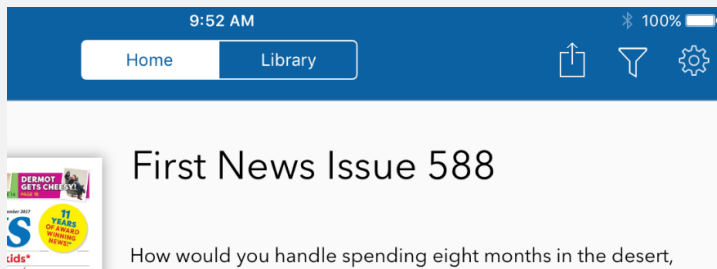 9:52 AM
100%
Home
Library
First News Issue 588
DERMOT
GETS CHEESY!
11
YEARS
OF AWARD
WINNING
NEWS!*
kids*
How would you handle spending eight months in the desert,